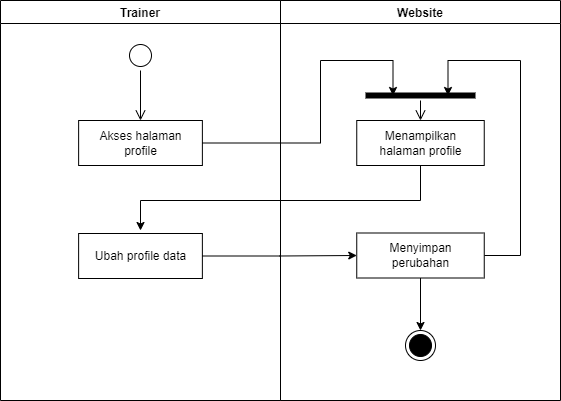 Trainer
Website
Akses halaman
profile
Menampilkan
halaman profile
Ubah profile data
Menyimpan
perubahan